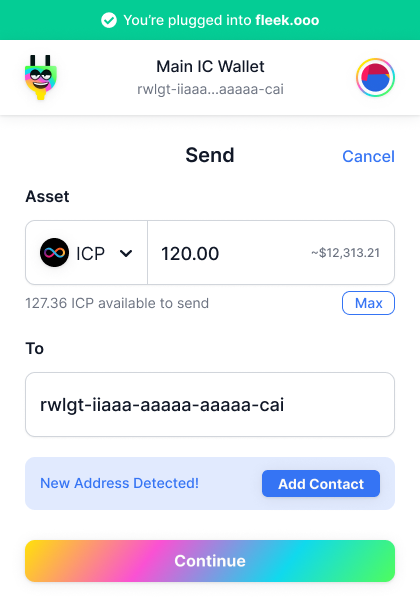 You're plugged into fleek.ooo
Main IC Wallet
rwlgt-iiaaa...aaaaa-cai
Send
Cancel
Asset
ICP
120.00
~$12,313.21
127.36 ICP available to send
Max
To
rwlgt-iiaaa-aaaaa-aaaaa-cai
New Address Detected!
Add Contact
Continue